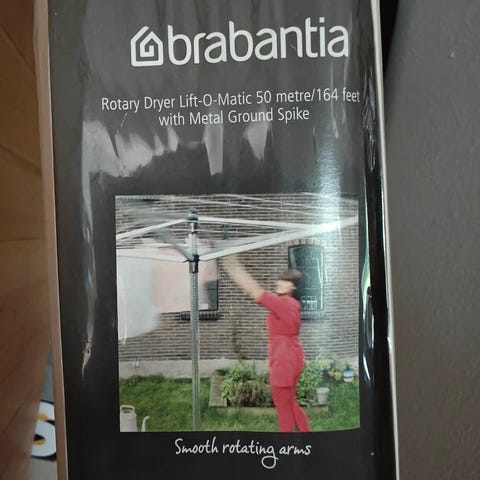 brabantia
Rotary Dryer Lift-O-Matic 50 metre/164 feet
with Metal Ground Spike
Smooth rotating arms